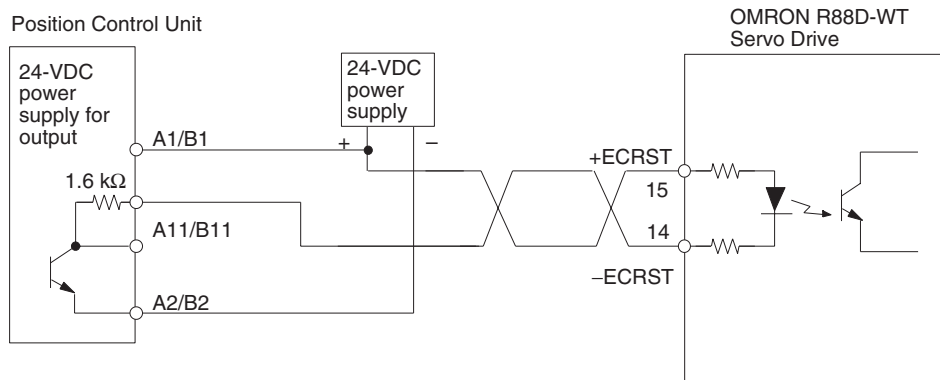 Position Control Unit
OMRON R88D-WT
Servo Drive
24-VDC
power
supply for
output
24-VDC
power
supply
A1/B1
+
–
+ECRST
15
1.6 kΩ
A11/B11
14
–ECRST
A2/B2